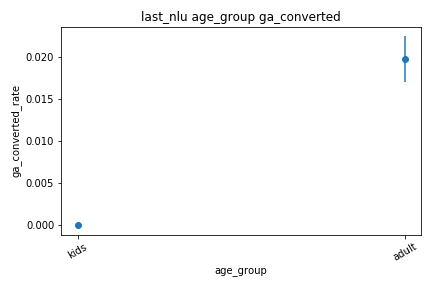 last_nlu age_group ga_converted
ga_converted_rate
0.020
0.015
0.010
0.005
0.000
kids
adult
age_group